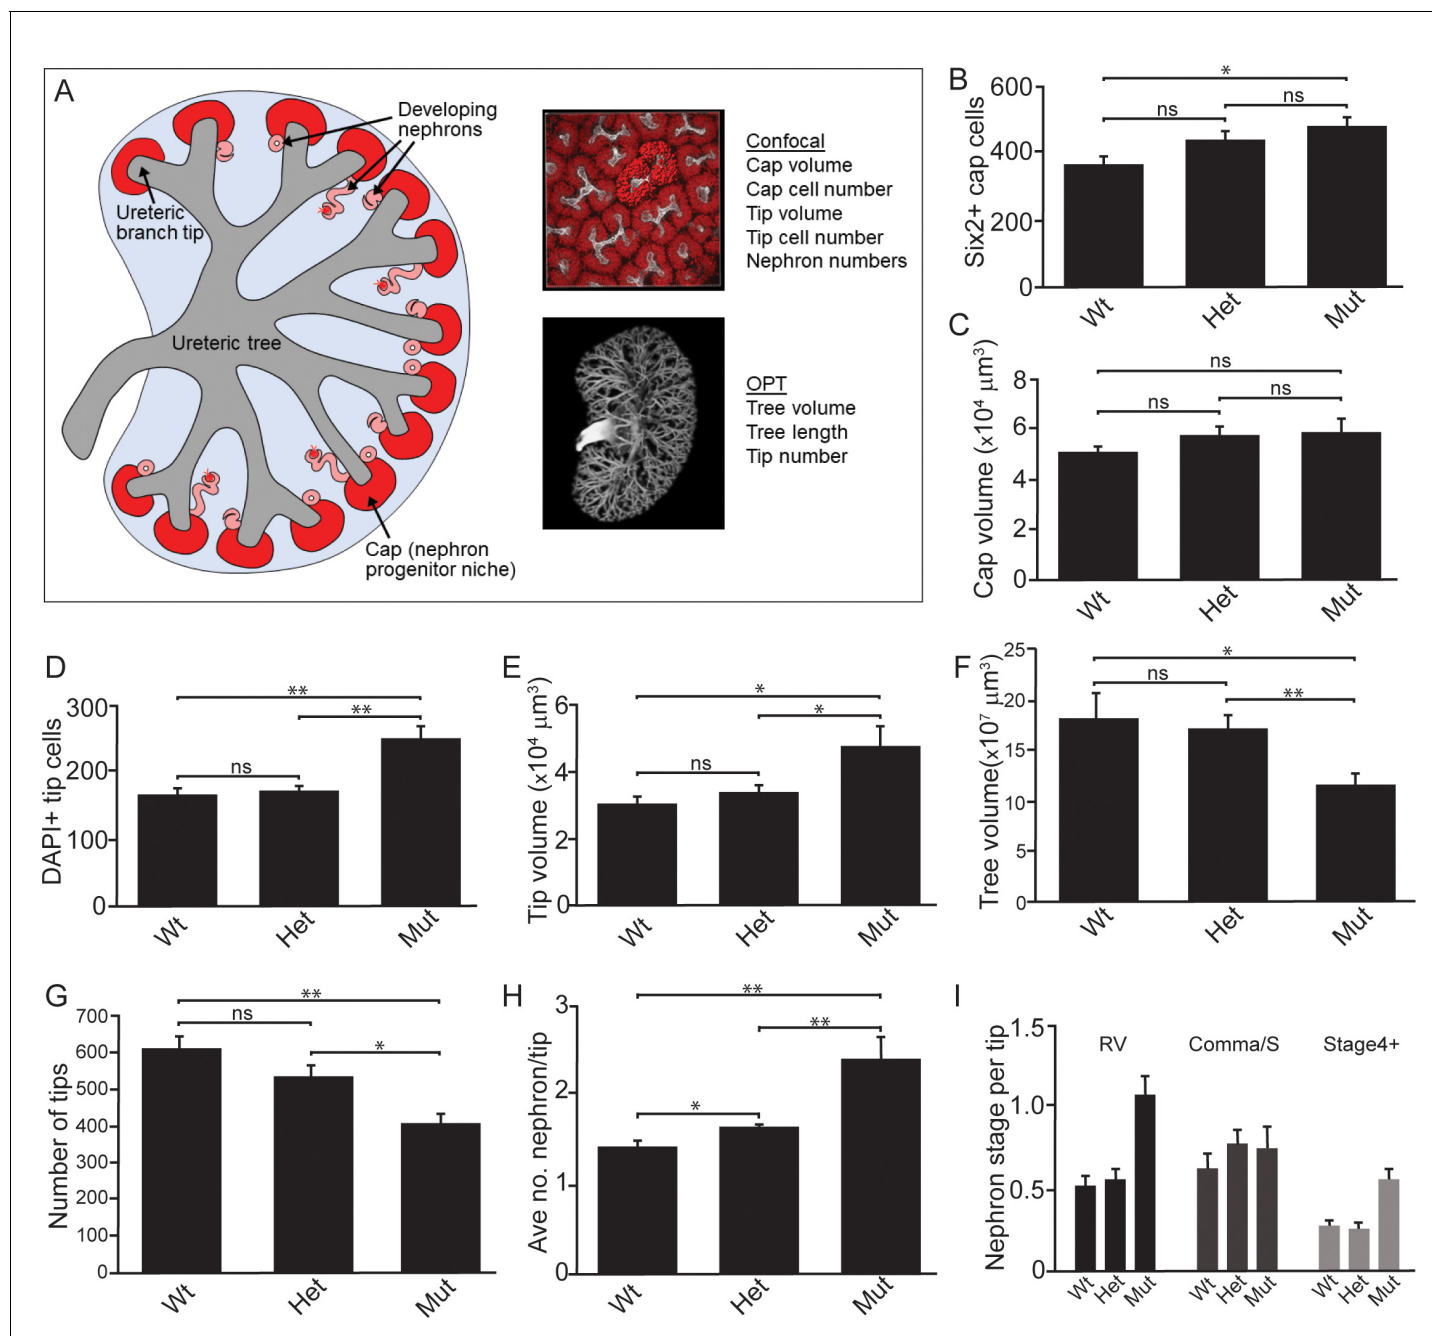 A
Developing
nephrons
Ureteric
branch tip
Ureteric tree
Cap (nephron
progenitor niche)
Confocal
Cap volume
Cap cell number
Tip volume
Tip cell number
Nephron numbers
OPT
Tree volume
Tree length
Tip number
B
Six2+ cap cells
600
400
200
0
*
ns
ns
Wt
Het
Mut
C
Cap volume (x10⁴ μm³)
8
6
4
2
0
ns
ns
ns
Wt
Het
Mut
D
DAPI+ tip cells
300
200
100
0
**
**
ns
Wt
Het
Mut
E
Tip volume (x10⁴ μm³)
6
4
2
0
*
*
ns
Wt
Het
Mut
F
Tree volume(x10⁷ μm³)
25
20
15
10
5
0
*
ns
**
Wt
Het
Mut
G
Number of tips
700
600
500
400
300
200
100
0
**
ns
*
Wt
Het
Mut
H
Ave no. nephron/tip
3
2
1
0
**
**
*
Wt
Het
Mut
I
Nephron stage per tip
1.5
1.0
0.5
0
RV
Comma/S
Stage4+
Wt
Het
Mut
Wt
Het
Mut
Wt
Het
Mut